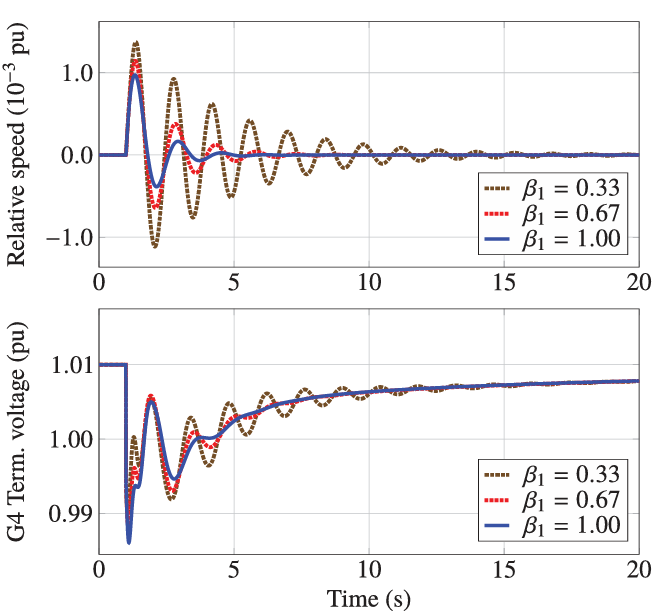 Relative speed (10⁻³ pu)
1.0
0.0
−1.0
β₁ = 0.33
β₁ = 0.67
β₁ = 1.00
0 5 10 15 20
G4 Term. voltage (pu)
1.01
1.00
0.99
β₁ = 0.33
β₁ = 0.67
β₁ = 1.00
0 5 10 15 20
Time (s)